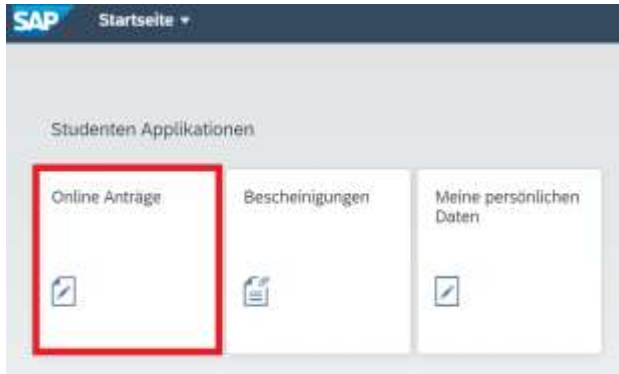 SAP Startseite
Studenten Applikationen
Online Anträge
Bescheinigungen
Meine persönlichen
Daten